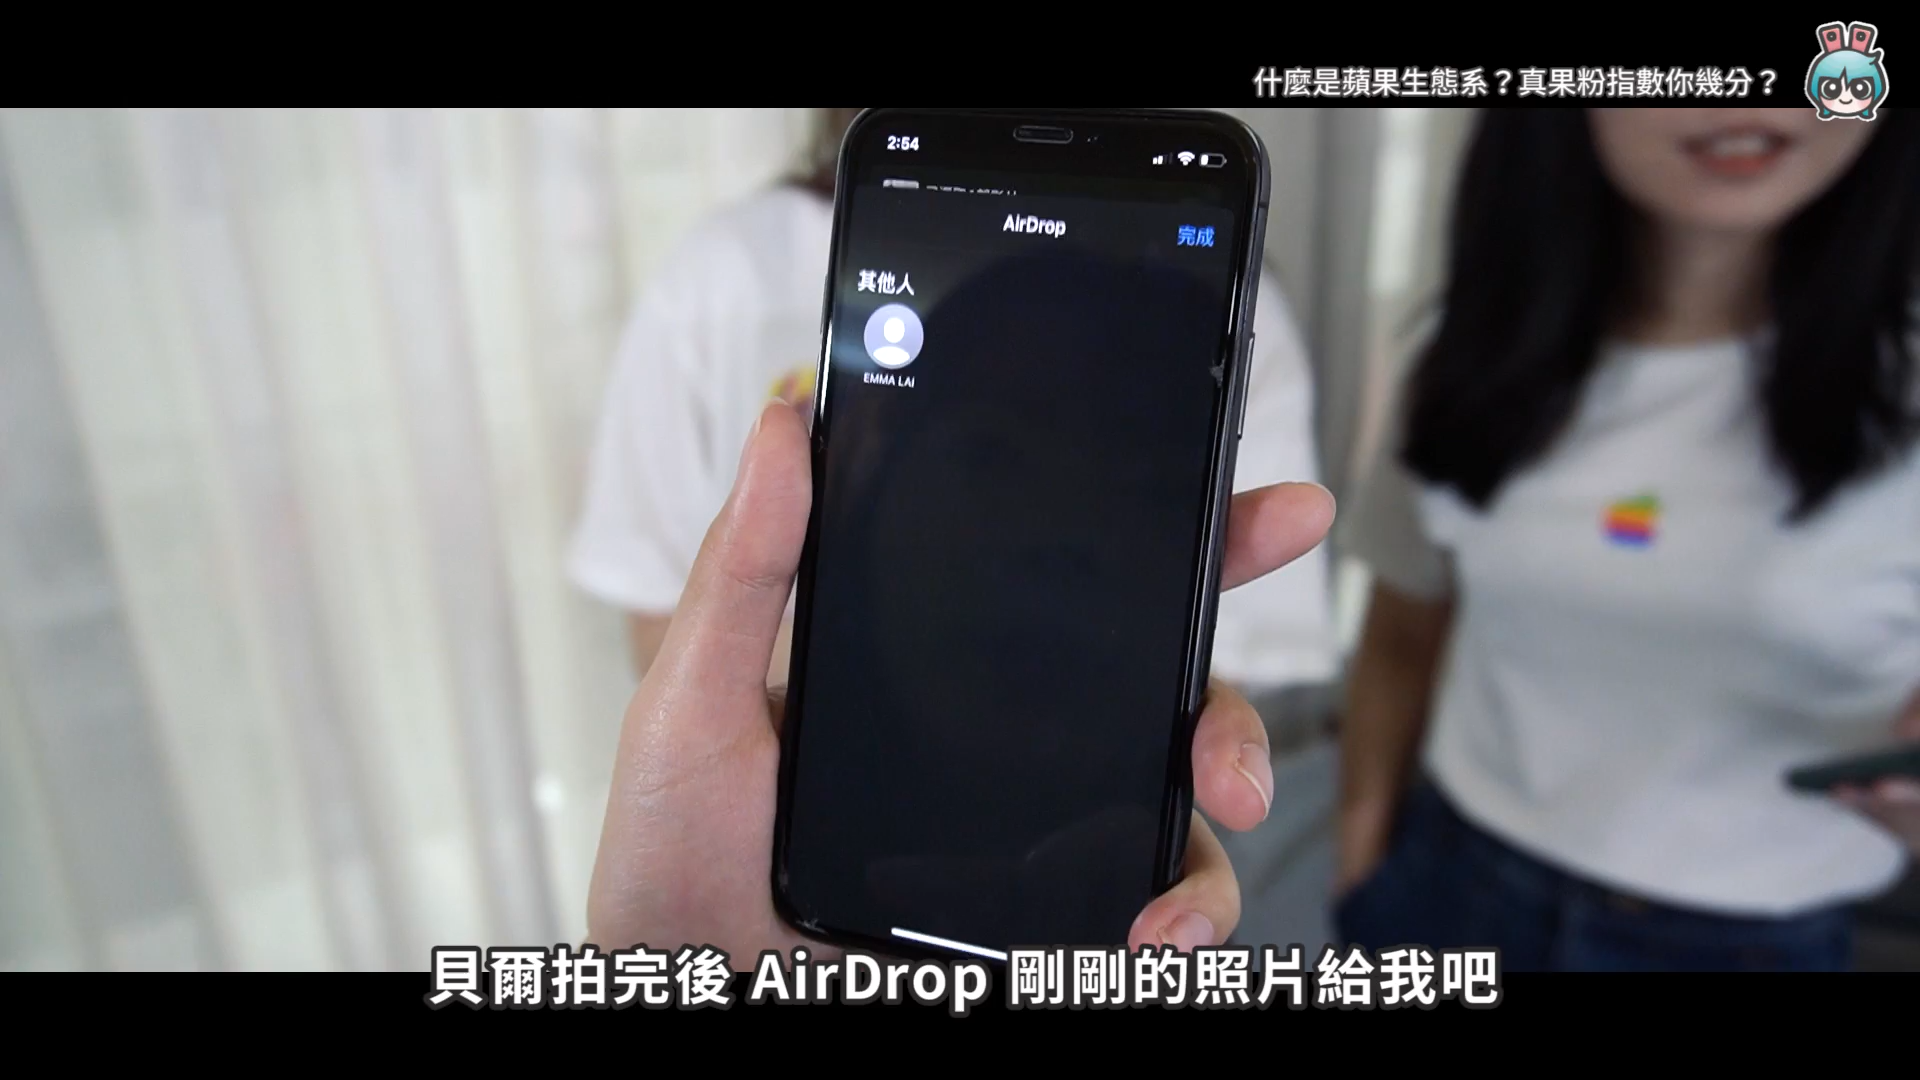 什麼是蘋果生態系？真果粉指數你幾分？
2:54
AirDrop
完成
其他人
EMMA LAI
貝爾拍完後 AirDrop 剛剛的照片給我吧